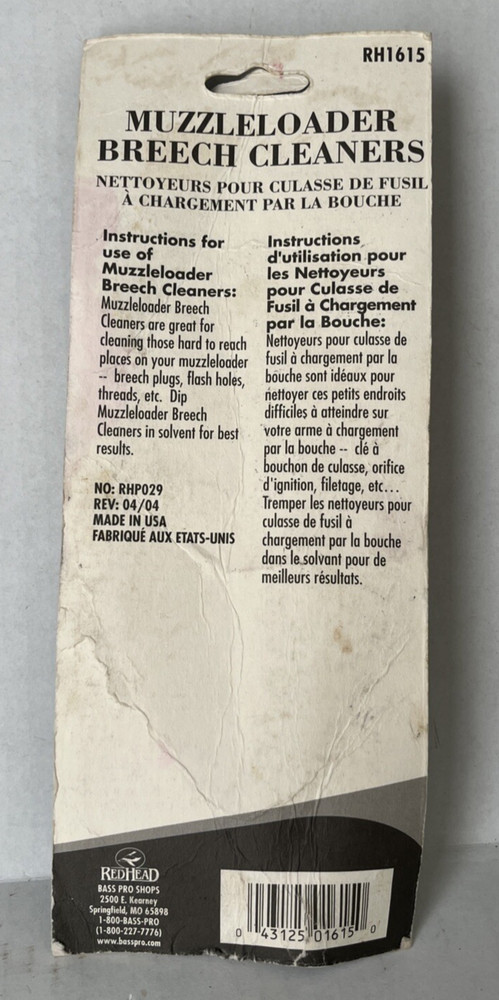 RH1615
MUZZLELOADER
BREECH CLEANERS
NETTOYEURS POUR CULASSE DE FUSIL
À CHARGEMENT PAR LA BOUCHE
Instructions for
use of
Muzzleloader
Breech Cleaners:
Muzzleloader Breech
Cleaners are great for
cleaning those hard to reach
places on your muzzleloader
-- breech plugs, flash holes,
threads, etc. Dip
Muzzleloader Breech
Cleaners in solvent for best
results.
NO: RHP029
REV: 04/04
MADE IN USA
FABRIQUÉ AUX ETATS-UNIS
Instructions
d'utilisation pour
les Nettoyeurs
pour Culasse de
Fusil à Chargement
par la Bouche:
Nettoyeurs pour culasse de
fusil à chargement par la
bouche sont idéaux pour
nettoyer ces petits endroits
difficiles à atteindre sur
votre arme à chargement
par la bouche -- clé à
bouchon de culasse, orifice
d'ignition, filetage, etc...
Tremper les nettoyeurs pour
culasse de fusil à
chargement par la bouche
dans le solvant pour de
meilleurs résultats.
REDHEAD
BASS PRO SHOPS
2500 E. Kearney
Springfield, MO 65898
1-800-BASS-PRO
(1-800-227-7776)
www.basspro.com
0 43125 01615 0